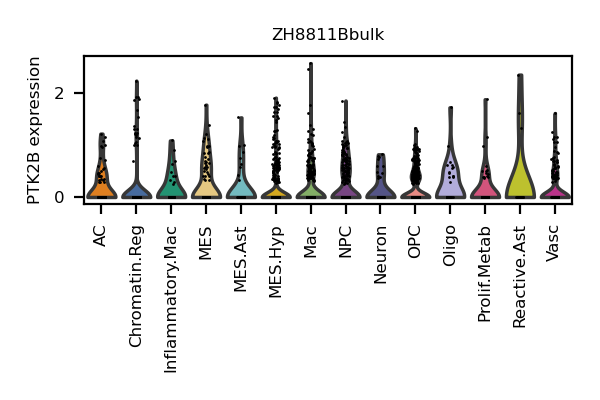 ZH8811Bbulk
PTK2B expression
2
0
AC
Chromatin.Reg
Inflammatory.Mac
MES
MES.Ast
MES.Hyp
Mac
NPC
Neuron
OPC
Oligo
Prolif.Metab
Reactive.Ast
Vasc